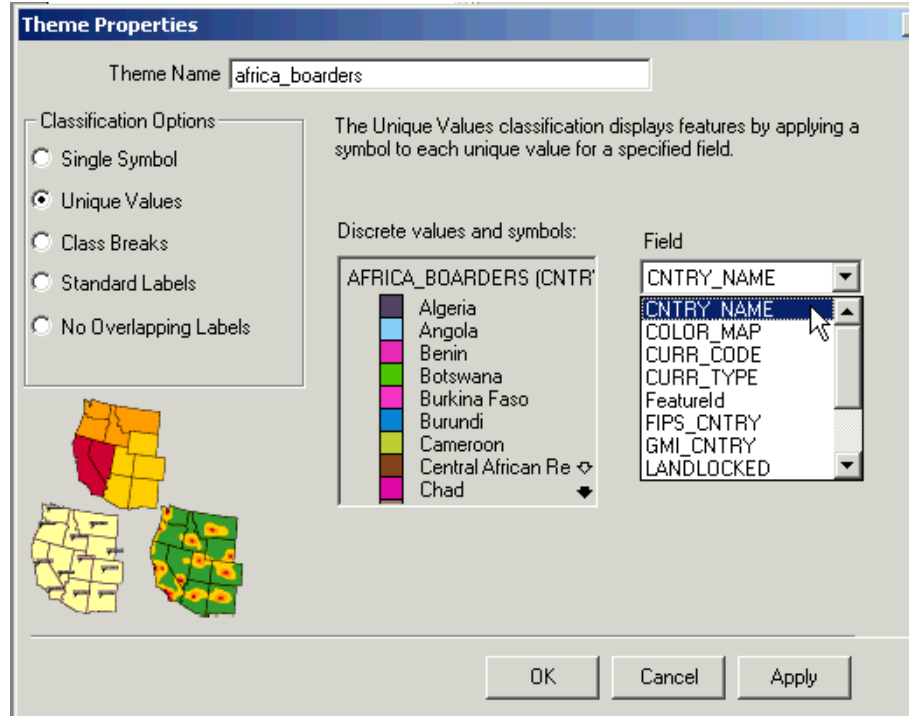 Theme Properties
Theme Name africa_boarders
Classification Options
Single Symbol
Unique Values
Class Breaks
Standard Labels
No Overlapping Labels
The Unique Values classification displays features by applying a
symbol to each unique value for a specified field.
Discrete values and symbols:
AFRICA_BOARDERS (CNTR
Algeria
Angola
Benin
Botswana
Burkina Faso
Burundi
Cameroon
Central African Re
Chad
Field
CNTRY_NAME
CNTRY_NAME
COLOR_MAP
CURR_CODE
CURR_TYPE
FeatureId
FIPS_CNTRY
GMI_CNTRY
LANDLOCKED
OK
Cancel
Apply